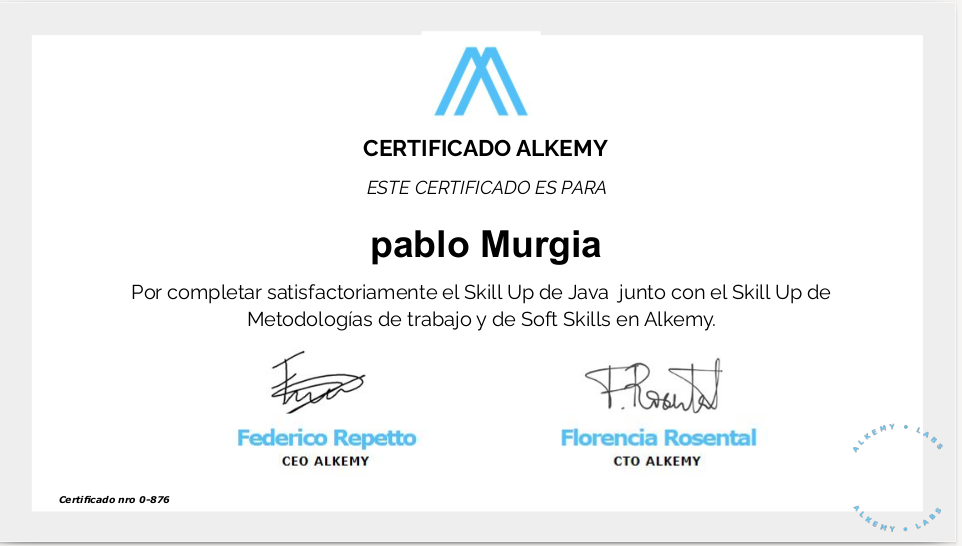 CERTIFICADO ALKEMY
ESTE CERTIFICADO ES PARA
pablo Murgia
Por completar satisfactoriamente el Skill Up de Java  junto con el Skill Up de
Metodologías de trabajo y de Soft Skills en Alkemy.
F. Rosental
Federico Repetto
Florencia Rosental
CEO ALKEMY
CTO ALKEMY
ALKEMY • LABS
Certificado nro 0-876
ALKEMY • LABS